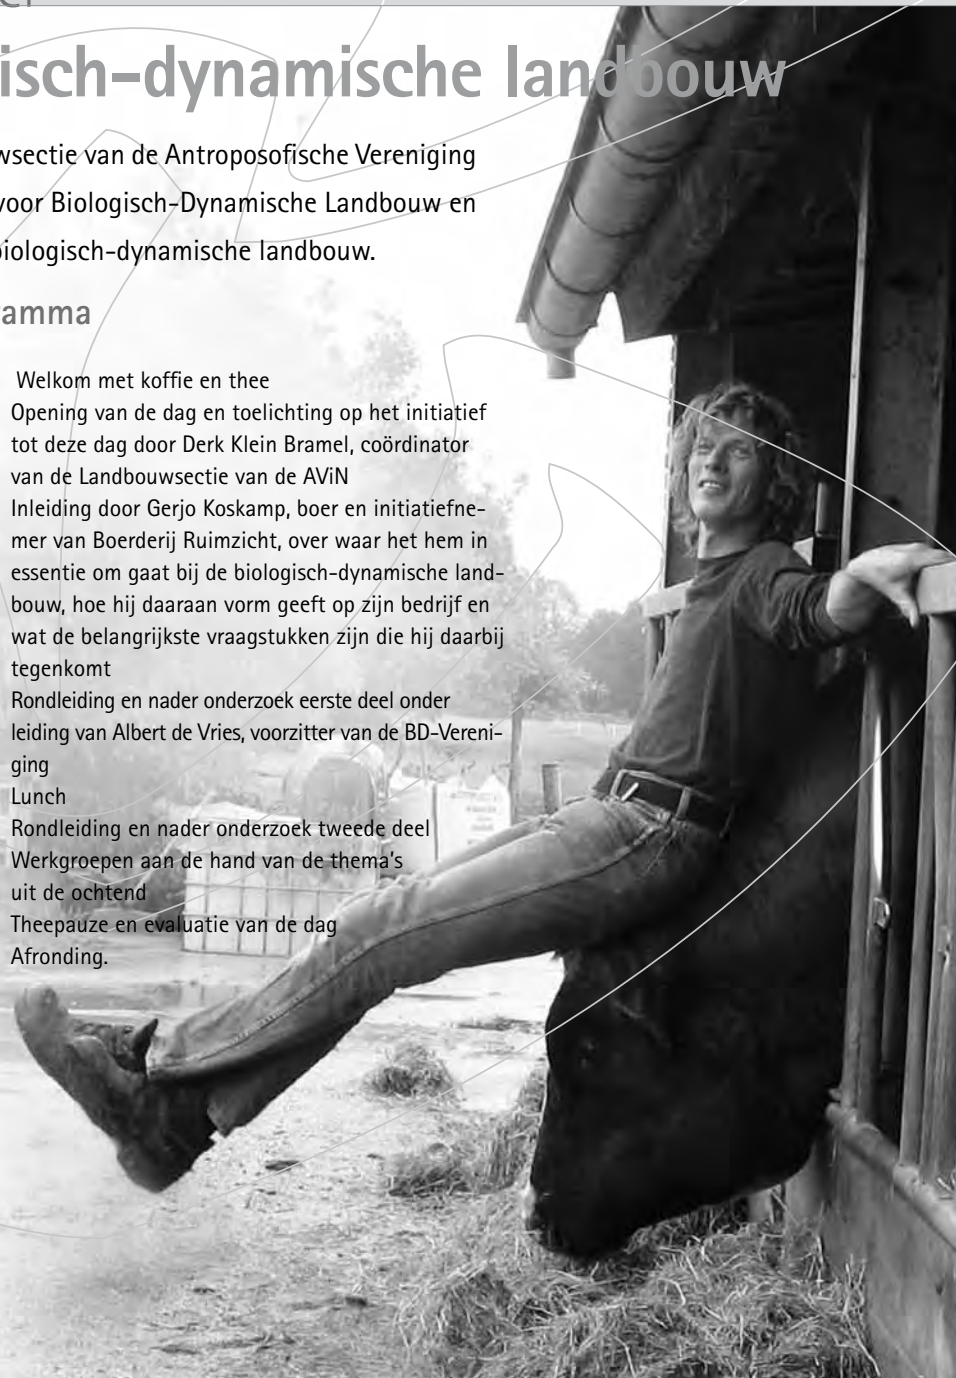 isch-dynamische landbouw
wsectie van de Antroposofische Vereniging
voor Biologisch-Dynamische Landbouw en
biologisch-dynamische landbouw.
amma
Welkom met koffie en thee
Opening van de dag en toelichting op het initiatief
tot deze dag door Derk Klein Bramel, coördinator
van de Landbouwsectie van de AViN
Inleiding door Gerjo Koskamp, boer en initiatiefne-
mer van Boerderij Ruimzicht, over waar het hem in
essentie om gaat bij de biologisch-dynamische land-
bouw, hoe hij daaraan vorm geeft op zijn bedrijf en
wat de belangrijkste vraagstukken zijn die hij daarbij
tegenkomt
Rondleiding en nader onderzoek eerste deel onder
leiding van Albert de Vries, voorzitter van de BD-Vereni-
ging
Lunch
Rondleiding en nader onderzoek tweede deel
Werkgroepen aan de hand van de thema's
uit de ochtend
Theepauze en evaluatie van de dag
Afronding.